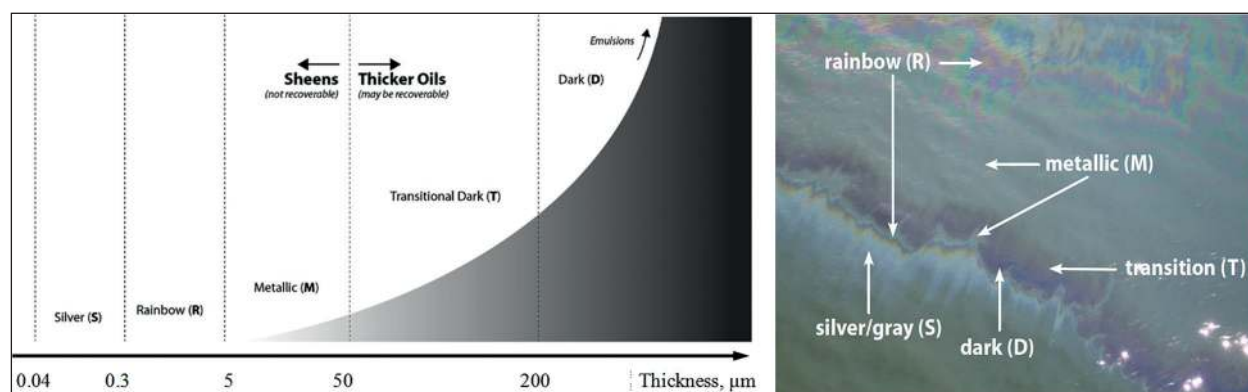 Emulsions
Sheens
(not recoverable)
Thicker Oils
(may be recoverable)
Dark (D)
Transitional Dark (T)
Metallic (M)
Rainbow (R)
Silver (S)
0.04 0.3 5 50 200 Thickness, µm
rainbow (R)
metallic (M)
transition (T)
silver/gray (S)
dark (D)